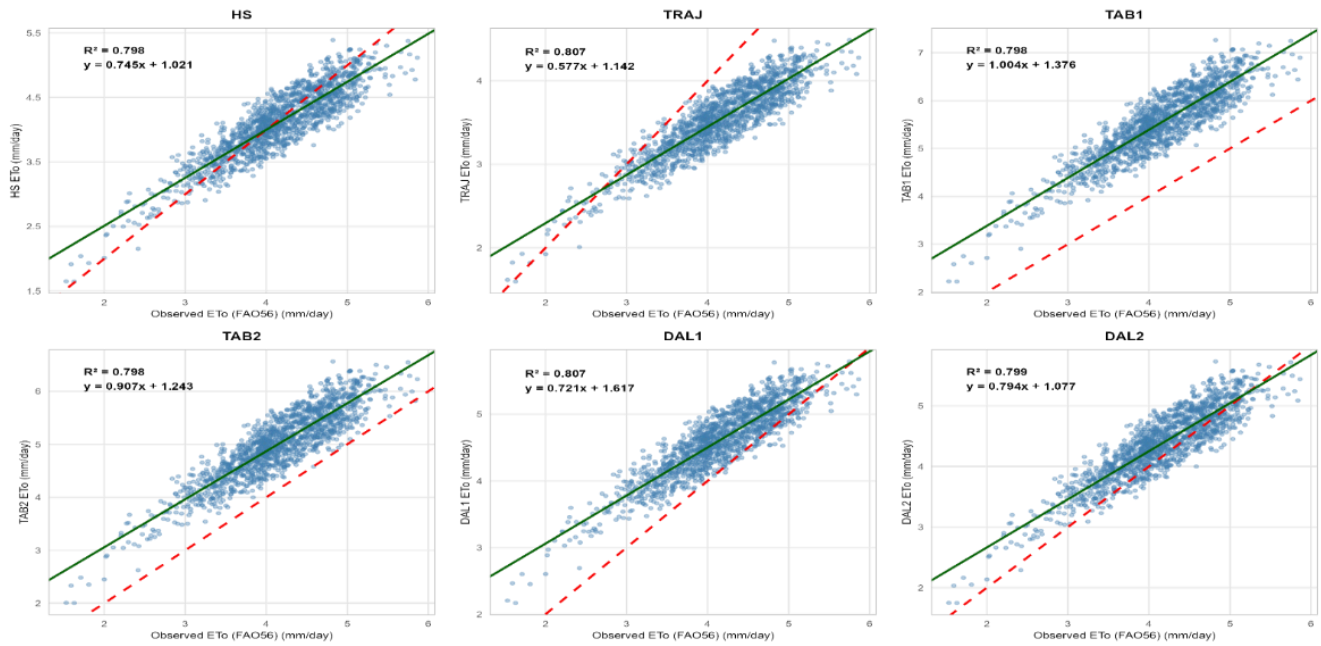 HS
TRAJ
TAB1
R² = 0.798
y = 0.745x + 1.021
R² = 0.807
y = 0.577x + 1.142
R² = 0.798
y = 1.004x + 1.376
HS ETo (mm/day)
5.5
4.5
3.5
2.5
1.5
TRAJ ETo (mm/day)
4
3
2
TAB1 ETo (mm/day)
7
6
5
4
3
2
2 3 4 5 6
2 3 4 5 6
2 3 4 5 6
Observed ETo (FAO56) (mm/day)
Observed ETo (FAO56) (mm/day)
Observed ETo (FAO56) (mm/day)
TAB2
DAL1
DAL2
R² = 0.798
y = 0.907x + 1.243
R² = 0.807
y = 0.721x + 1.617
R² = 0.799
y = 0.794x + 1.077
TAB2 ETo (mm/day)
6
5
4
3
2
DAL1 ETo (mm/day)
5
4
3
2
DAL2 ETo (mm/day)
5
4
3
2
2 3 4 5 6
2 3 4 5 6
2 3 4 5 6
Observed ETo (FAO56) (mm/day)
Observed ETo (FAO56) (mm/day)
Observed ETo (FAO56) (mm/day)